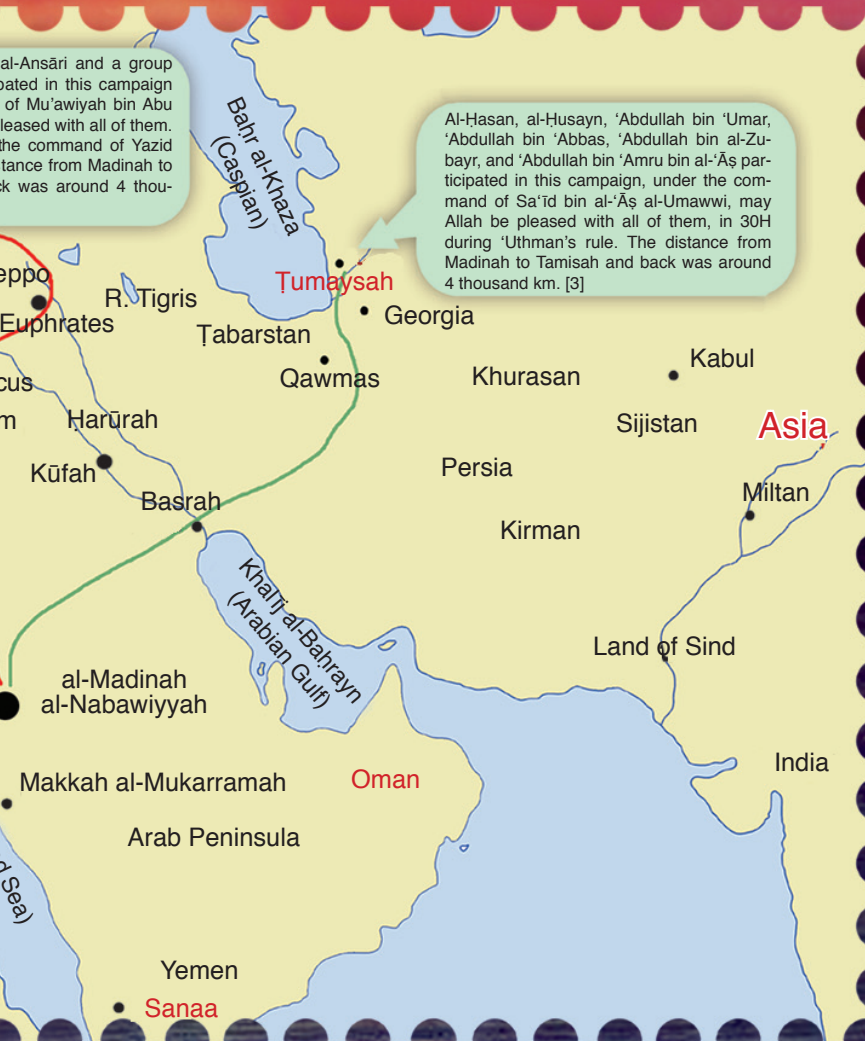 al-Ansāri and a group
pated in this campaign
of Mu'awiyah bin Abu
leased with all of them.
the command of Yazid
stance from Madinah to
ck was around 4 thou-
Al-Ḥasan, al-Ḥusayn, ‘Abdullah bin ‘Umar,
‘Abdullah bin ‘Abbas, ‘Abdullah bin al-Zu-
bayr, and ‘Abdullah bin ‘Amru bin al-‘Āṣ par-
ticipated in this campaign, under the com-
mand of Sa‘īd bin al-‘Āṣ al-Umawwi, may
Allah be pleased with all of them, in 30H
during ‘Uthman’s rule. The distance from
Madinah to Tamisah and back was around
4 thousand km. [3]
Baḥr al-Khaza
(Caspian)
Ṭumaysah
eppo
R. Tigris
Euphrates
Georgia
Ṭabarstan
Kabul
Qawmas
Khurasan
cus
m
Ḥarūrah
Sijistan
Asia
Kūfah
Persia
Basrah
Miltan
Kirman
Khalīj al-Baḥrayn
(Arabian Gulf)
Land of Sind
al-Madinah
al-Nabawiyyah
India
Makkah al-Mukarramah
Oman
Arab Peninsula
d Sea)
Yemen
Sanaa